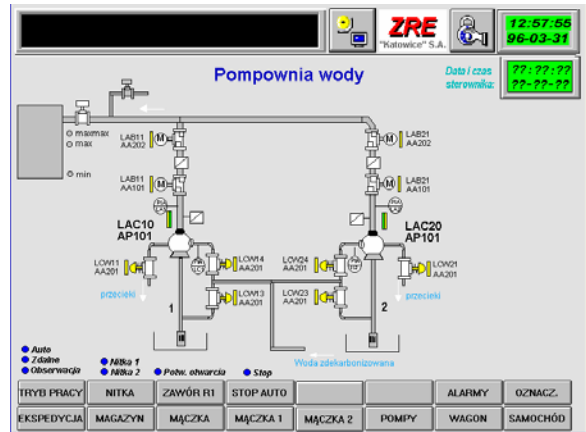 ZRE
"Katowice" S.A.
12:57:55
96-03-31
Pompownia wody
Data i czas
sterownika:
??:??:??
??-??-??
maxmax
max
min
LAB11
AA202
M
LAB21
AA202
M
LAB11
AA101
M
LAB21
AA101
M
LAC10
AP101
LAC20
AP101
LCW11
AA201
LCW14
AA201
LCW24
AA201
LCW21
AA201
LCW13
AA201
LCW23
AA201
przecieki
przecieki
1
2
Woda zdekarbonizowana
Auto
Zdalne
Obserwacja
Nitka 1
Nitka 2
Potw. otwarcia
Stop
TRYB PRACY
NITKA
ZAWÓR R1
STOP AUTO
ALARMY
OZNACZ.
EKSPEDYCJA
MAGAZYN
MĄCZKA
MĄCZKA 1
MĄCZKA 2
POMPY
WAGON
SAMOCHÓD